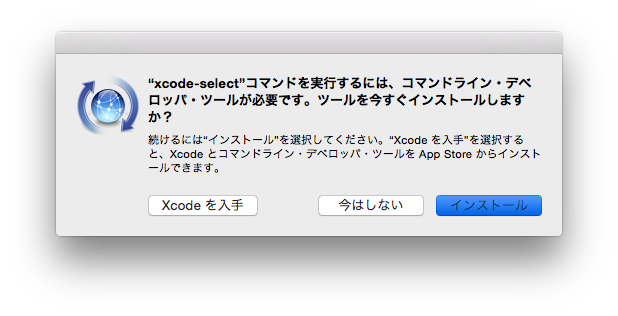 “xcode-select”コマンドを実行するには、コマンドライン・デベ
ロッパ・ツールが必要です。ツールを今すぐインストールします
か？
続けるには“インストール”を選択してください。“Xcode を入手”を選択する
と、Xcode とコマンドライン・デベロッパ・ツールを App Store からインスト
ールできます。
Xcode を入手
今はしない
インストール